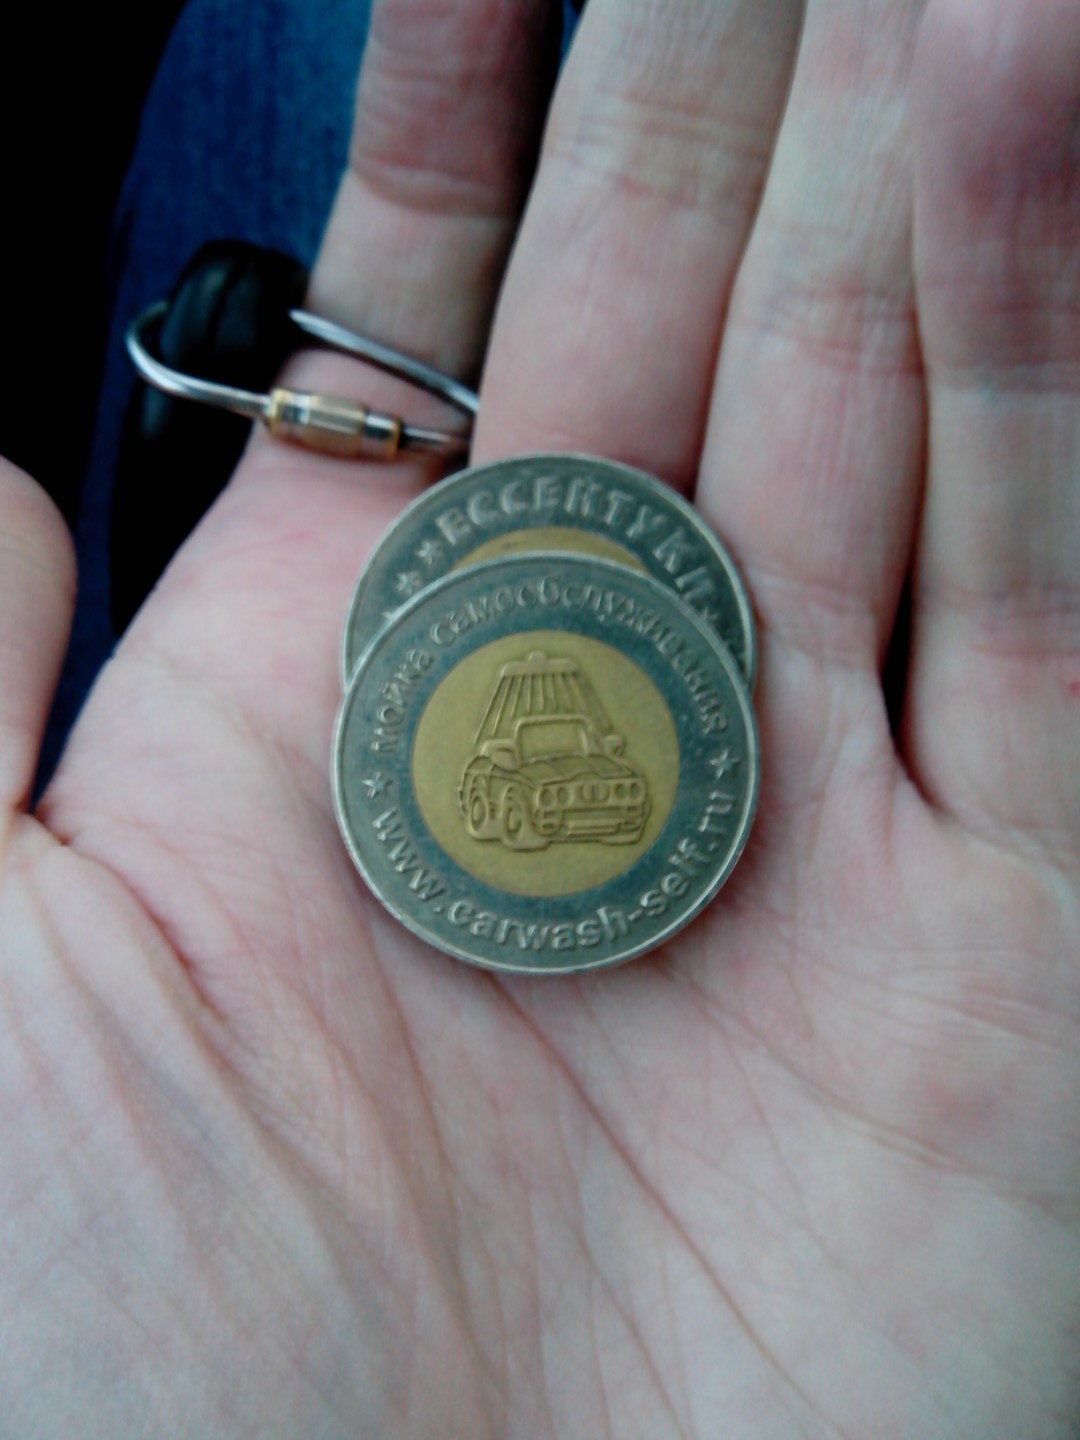 ЕССЕНТУКИ
мойка самообслуживания
www.carwash-self.ru